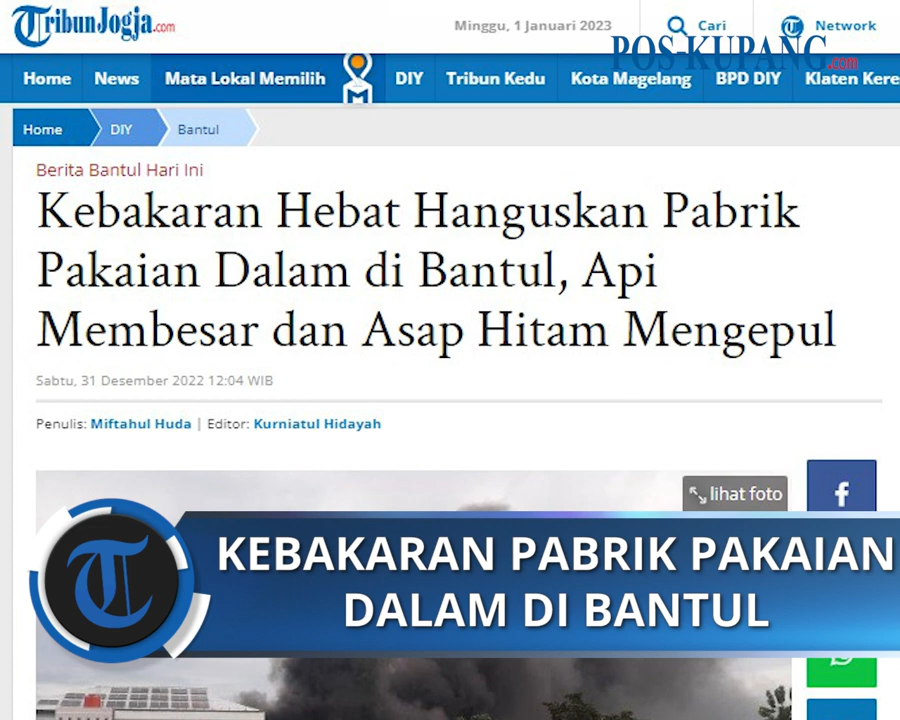 TribunJogja.com
Minggu, 1 Januari 2023
Cari
Network
POS-KUPANG.com
Home News Mata Lokal Memilih DIY Tribun Kedu Kota Magelang BPD DIY Klaten Kere
Home DIY Bantul
Berita Bantul Hari Ini
Kebakaran Hebat Hanguskan Pabrik
Pakaian Dalam di Bantul, Api
Membesar dan Asap Hitam Mengepul
Sabtu, 31 Desember 2022 12:04 WIB
Penulis: Miftahul Huda | Editor: Kurniatul Hidayah
lihat foto
KEBAKARAN PABRIK PAKAIAN
DALAM DI BANTUL